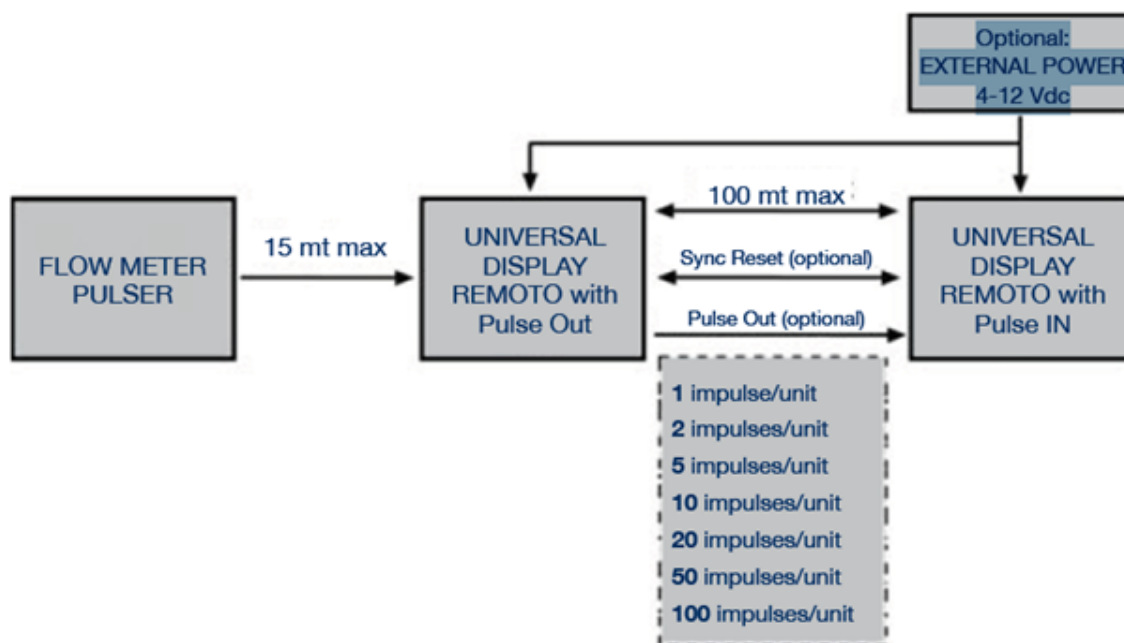 Optional:
EXTERNAL POWER
4-12 Vdc
FLOW METER
PULSER
15 mt max
UNIVERSAL
DISPLAY
REMOTO with
Pulse Out
100 mt max
Sync Reset (optional)
Pulse Out (optional)
UNIVERSAL
DISPLAY
REMOTO with
Pulse IN
1 impulse/unit
2 impulses/unit
5 impulses/unit
10 impulses/unit
20 impulses/unit
50 impulses/unit
100 impulses/unit